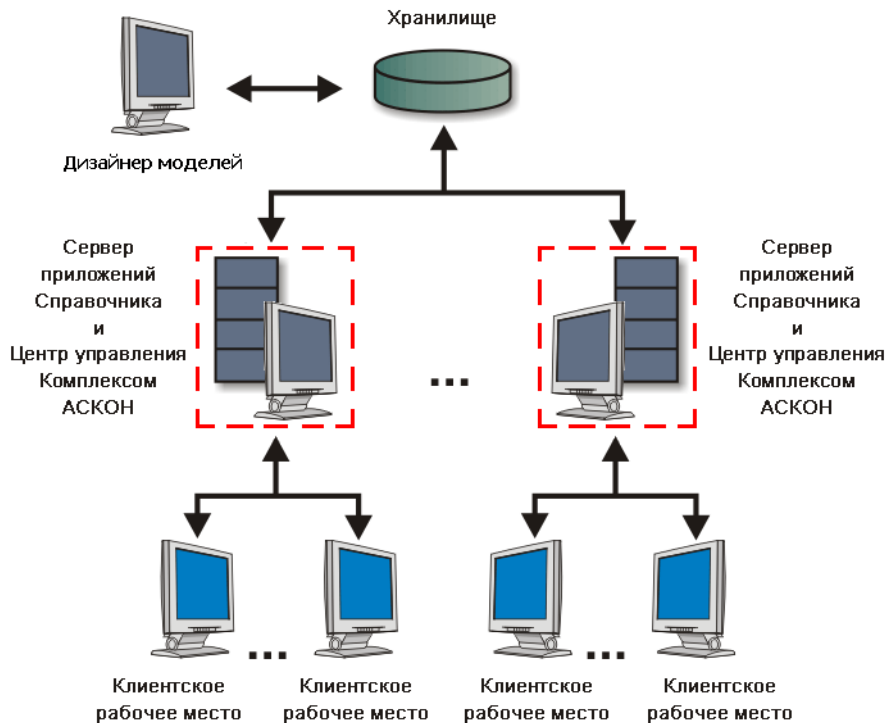 Хранилище
Дизайнер моделей
Сервер
приложений
Справочника
и
Центр управления
Комплексом
АСКОН
...
Сервер
приложений
Справочника
и
Центр управления
Комплексом
АСКОН
...
...
Клиентское
рабочее место
Клиентское
рабочее место
Клиентское
рабочее место
Клиентское
рабочее место